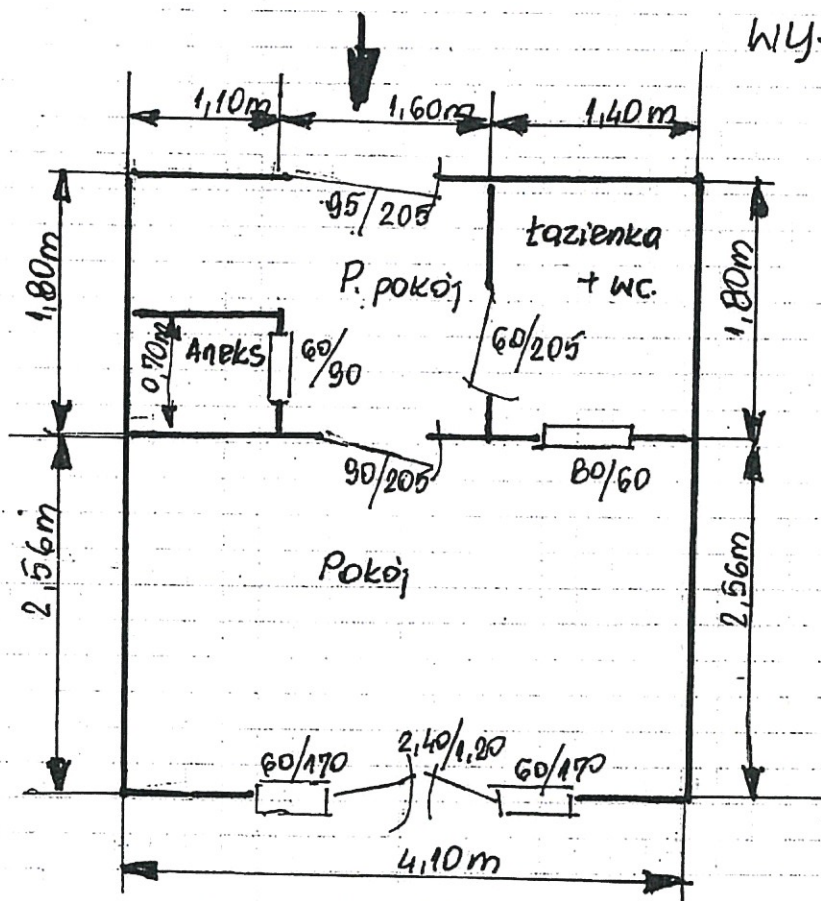 WY.
1,10m 1,60m 1,40m
95/205
Łazienka
+ wc.
P. pokój
1,80m
1,80m
Aneks
0,70m
60/90
60/205
90/205
80/60
2,56m
2,56m
Pokój
60/170
2,40/1,20
60/170
4,10m